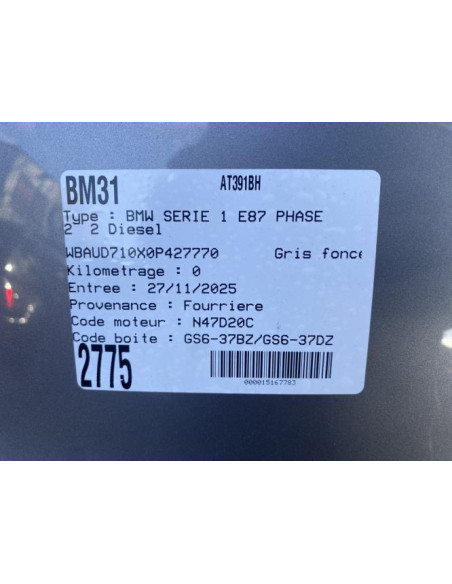 BM31 AT391BH
Type : BMW SERIE 1 E87 PHASE
2 2 Diesel
WBAUD710X0P427770 Gris fonce
Kilometrage : 0
Entree : 27/11/2025
Provenance : Fourriere
Code moteur : N47D20C
Code boite : GS6-37BZ/GS6-37DZ
2775
000015167763